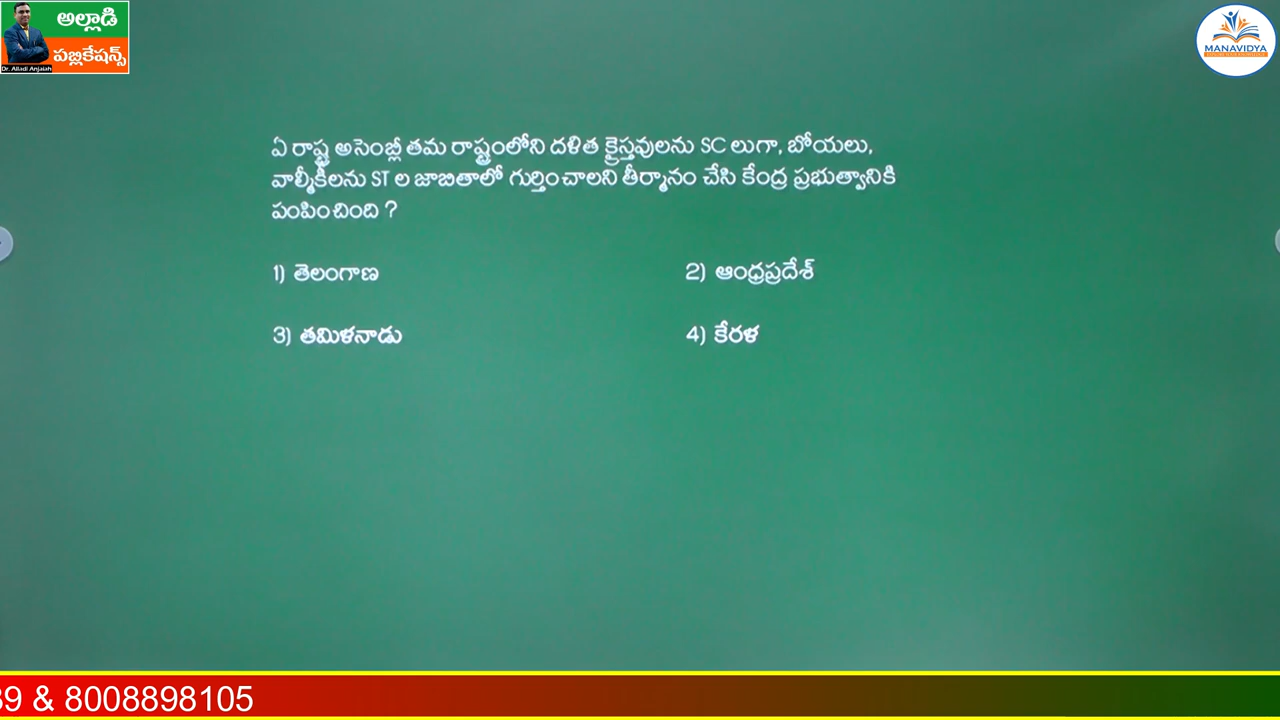 అల్లాడి
పబ్లికేషన్స్
Dr. Alladi Anjaiah
MANAVIDYA
ఏ రాష్ట్ర అసెంబ్లీ తమ రాష్ట్రంలోని దళిత క్రైస్తవులను SC లుగా, బోయలు,
వాల్మీకీలను ST ల జాబితాలో గుర్తించాలని తీర్మానం చేసి కేంద్ర ప్రభుత్వానికి
పంపించింది ?
1) తెలంగాణ
2) ఆంధ్రప్రదేశ్
3) తమిళనాడు
4) కేరళ
39 & 8008898105